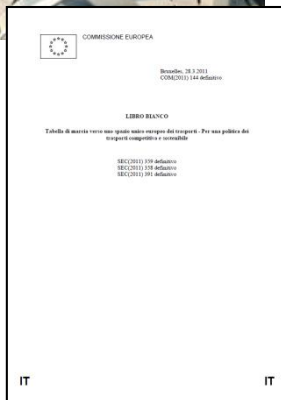 COMMISSIONE EUROPEA
Bruxelles, 28.3.2011
COM(2011) 144 definitivo
LIBRO BIANCO
Tabella di marcia verso uno spazio unico europeo dei trasporti - Per una politica dei
trasporti competitiva e sostenibile
SEC(2011) 359 definitivo
SEC(2011) 358 definitivo
SEC(2011) 391 definitivo
IT IT